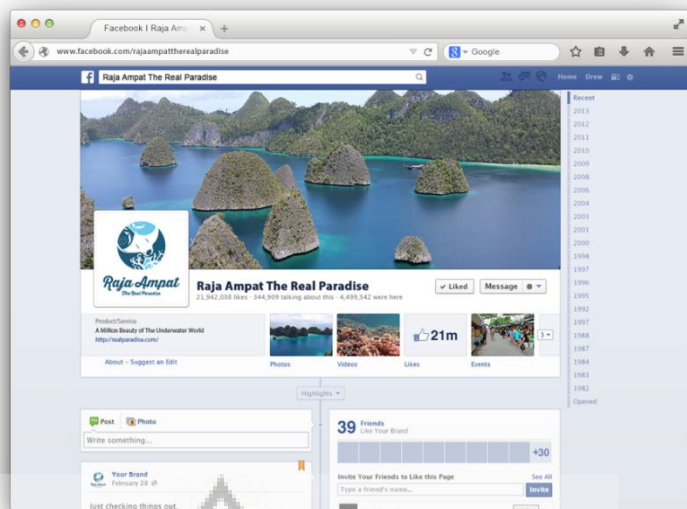 Facebook | Raja Am
www.facebook.com/rajaampattherealparadise
Google
Raja Ampat The Real Paradise
Home Drew
Recent
2013
2012
2011
2010
2009
2008
2006
2004
2003
2001
2000
1998
1997
1996
1995
1992
1997
1988
1987
1984
1983
1982
Opened
Raja Ampat
The Real Paradise
Raja Ampat The Real Paradise
21,942,058 likes · 344,909 talking about this · 4,499,542 were here
Liked
Message
Product/Service
A Million Beauty of The Underwater World
http://realparadise.com/
About – Suggest an Edit
Photos
Videos
21m
Likes
Events
3
Highlights
Post
Photo
Write something...
39 Friends
Like Your Brand
+30
Invite Your Friends to Like this Page
See All
Type a friend's name...
Invite
Your Brand
February 28
Just checking things out.